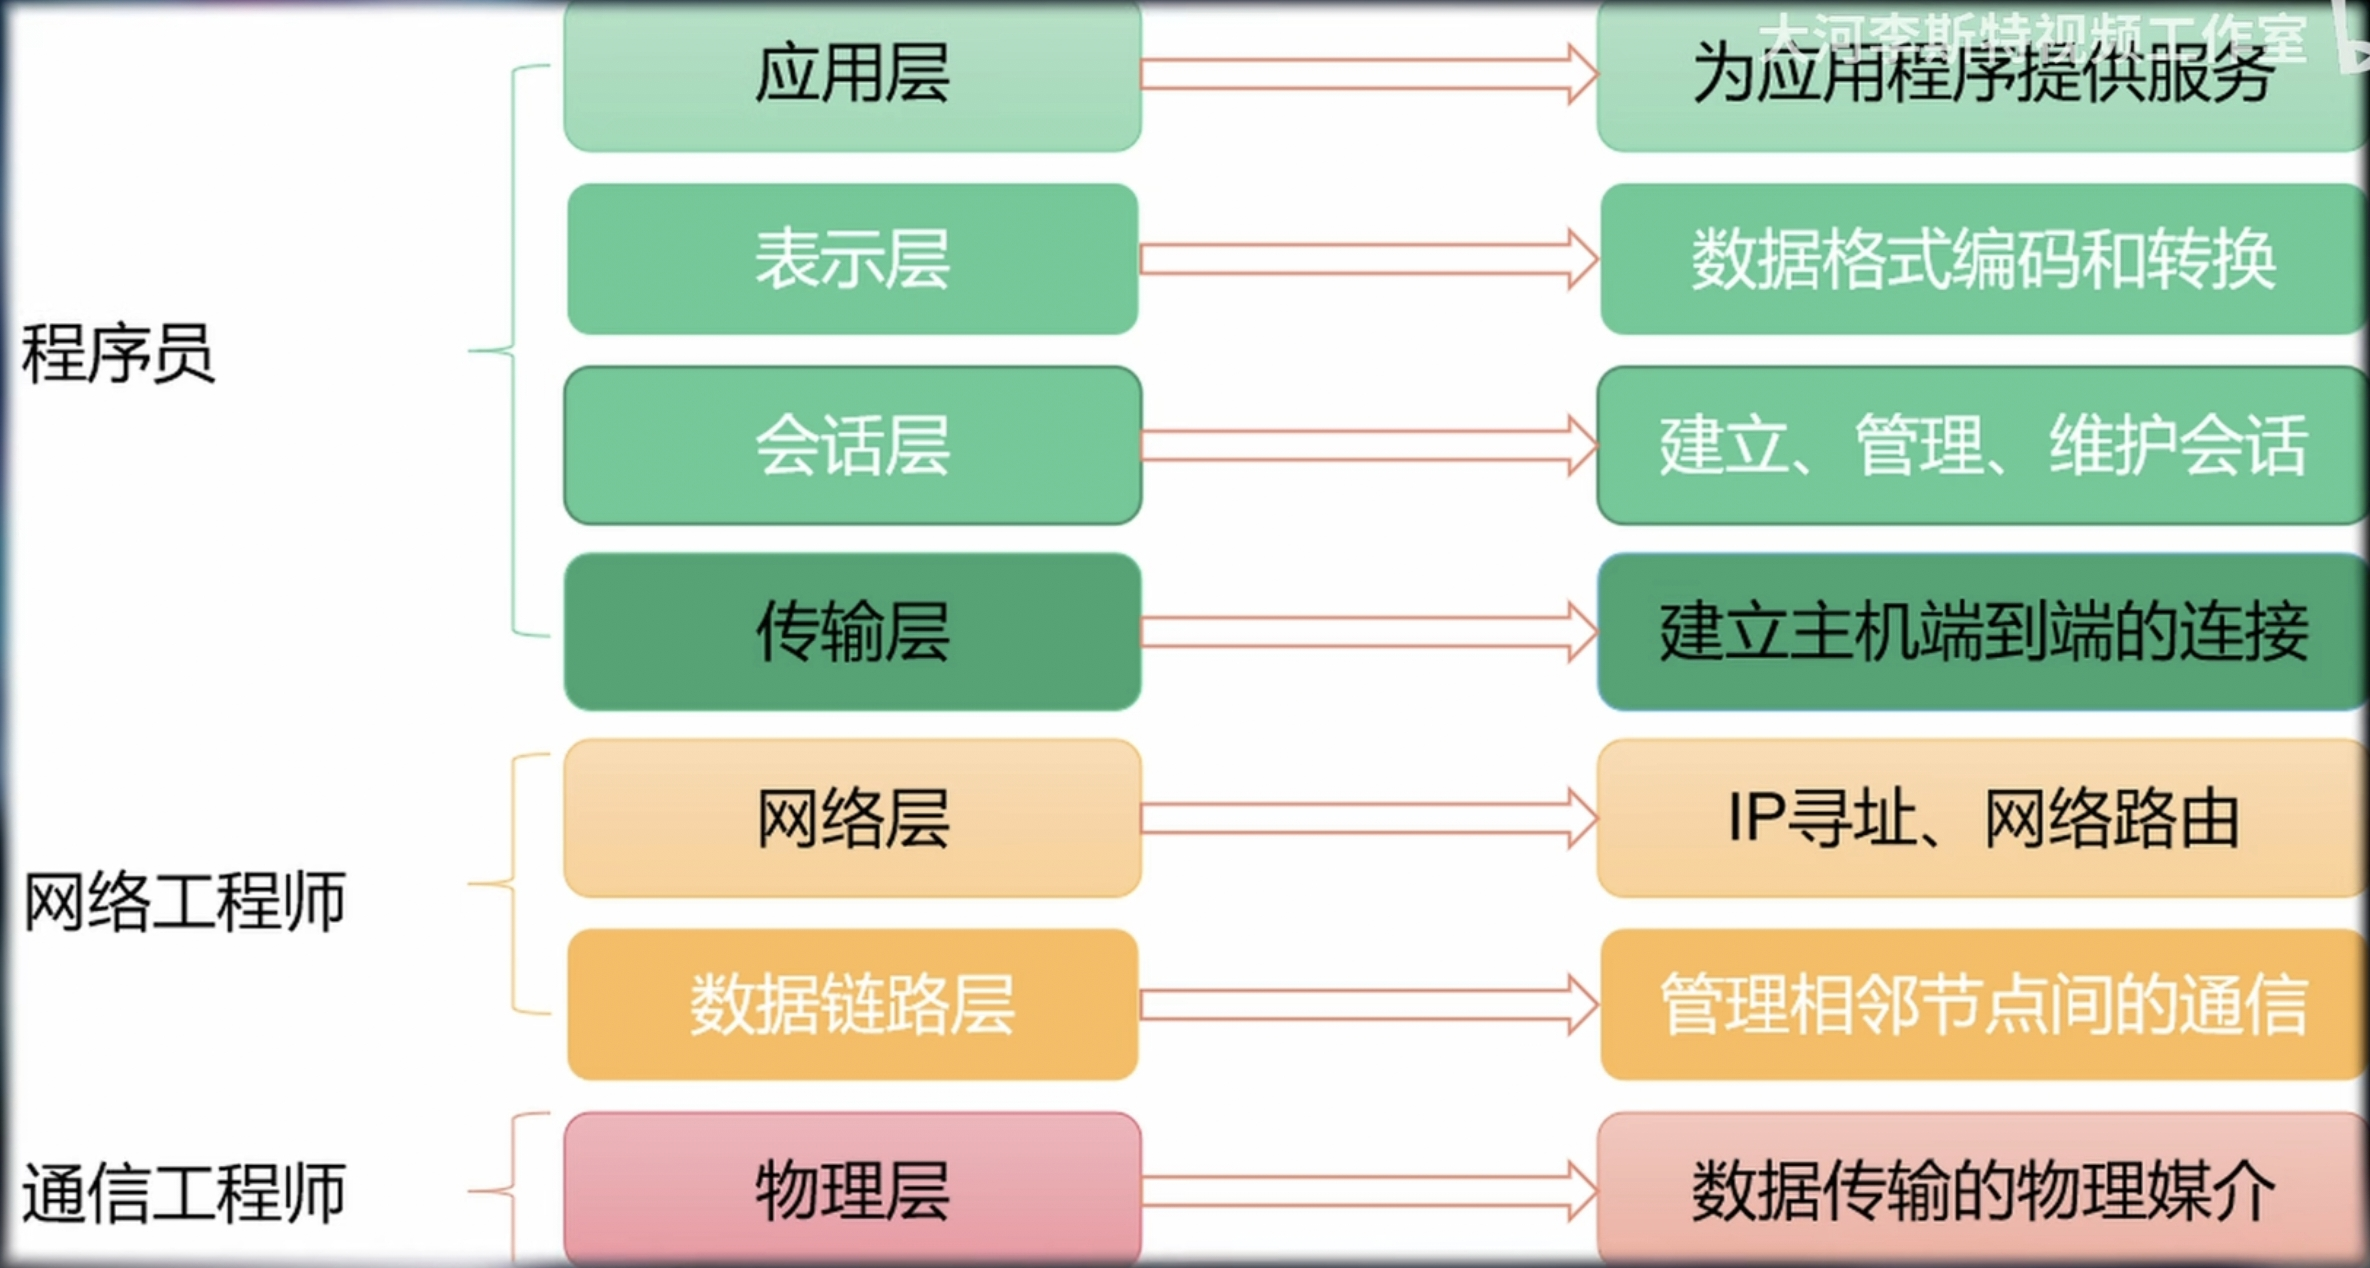 大河李斯特视频工作室
应用层
为应用程序提供服务
表示层
数据格式编码和转换
程序员
会话层
建立、管理、维护会话
传输层
建立主机端到端的连接
网络层
IP寻址、网络路由
网络工程师
数据链路层
管理相邻节点间的通信
通信工程师
物理层
数据传输的物理媒介